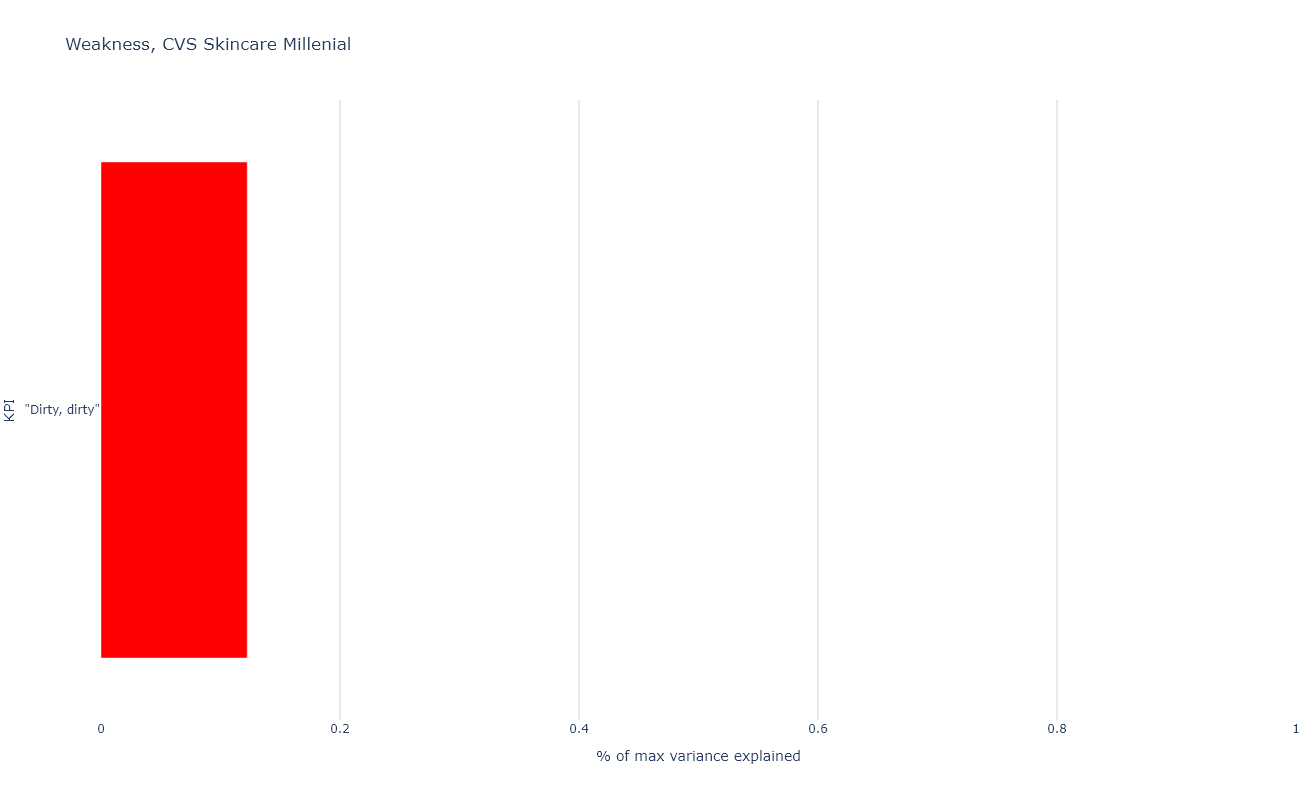 Weakness, CVS Skincare Millenial
KPI
"Dirty, dirty"
0 0.2 0.4 0.6 0.8 1
% of max variance explained